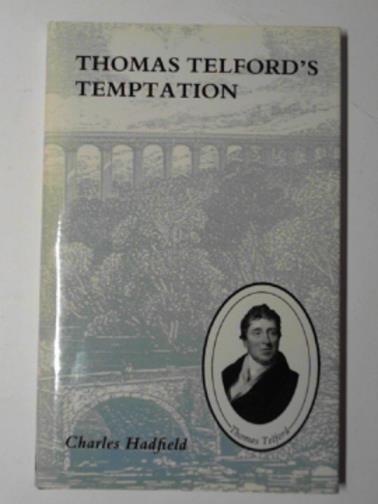 THOMAS TELFORD'S
TEMPTATION
Thomas Telford
Charles Hadfield